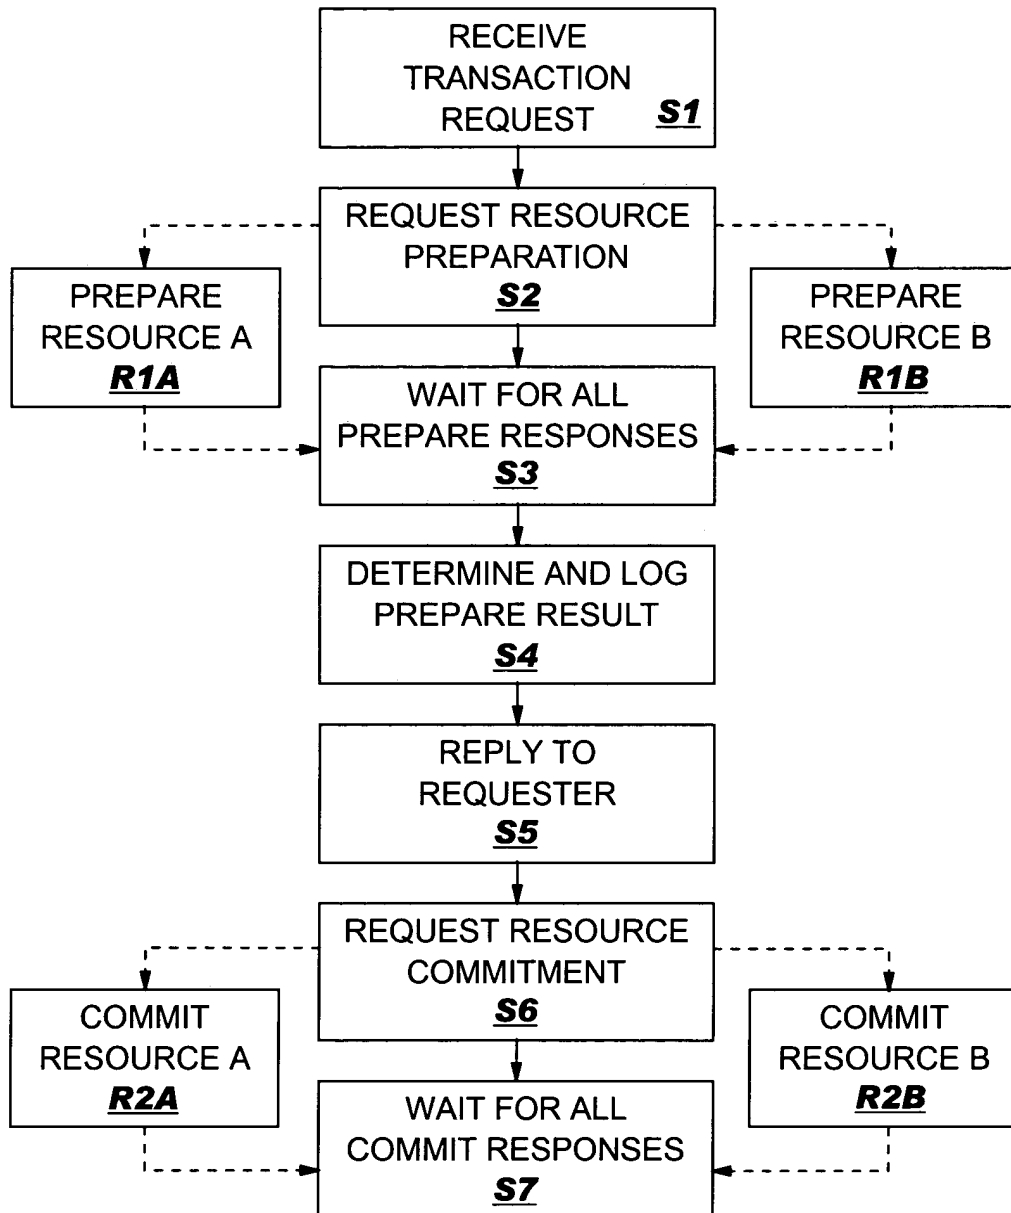 RECEIVE
TRANSACTION
REQUEST
S1
REQUEST RESOURCE
PREPARATION
S2
PREPARE
RESOURCE A
R1A
PREPARE
RESOURCE B
R1B
WAIT FOR ALL
PREPARE RESPONSES
S3
DETERMINE AND LOG
PREPARE RESULT
S4
REPLY TO
REQUESTER
S5
REQUEST RESOURCE
COMMITMENT
S6
COMMIT
RESOURCE A
R2A
COMMIT
RESOURCE B
R2B
WAIT FOR ALL
COMMIT RESPONSES
S7